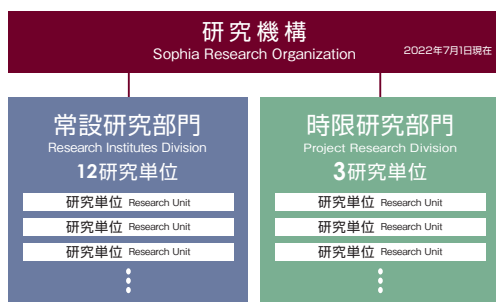 研究機構
Sophia Research Organization
2022年7月1日現在
常設研究部門
Research Institutes Division
12研究単位
研究単位 Research Unit
研究単位 Research Unit
研究単位 Research Unit
時限研究部門
Project Research Division
3研究単位
研究単位 Research Unit
研究単位 Research Unit
研究単位 Research Unit